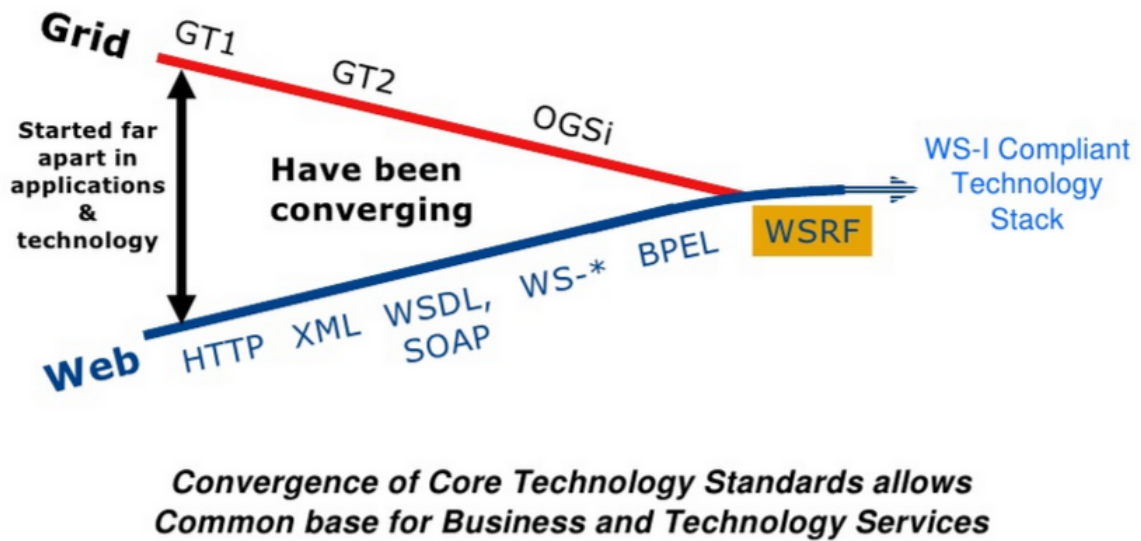 Grid
GT1
GT2
OGSi
Started far
apart in
applications
&
technology
Have been
converging
WS-I Compliant
Technology
Stack
WSRF
BPEL
WS-*
WSDL,
SOAP
XML
HTTP
Web
Convergence of Core Technology Standards allows
Common base for Business and Technology Services